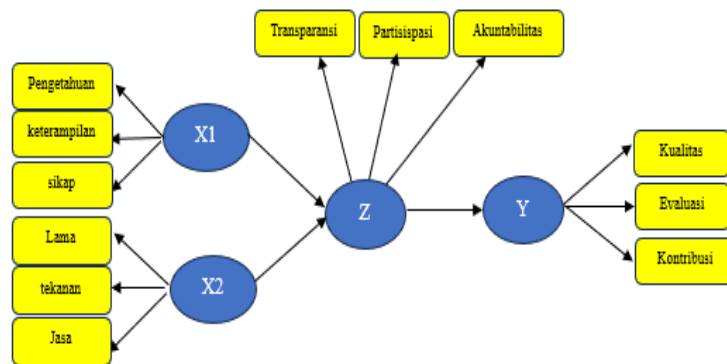 Transparansi
Partisispasi
Akuntabilitas
Pengetahuan
keterampilan
sikap
X1
Lama
tekanan
Jasa
X2
Z
Y
Kualitas
Evaluasi
Kontribusi